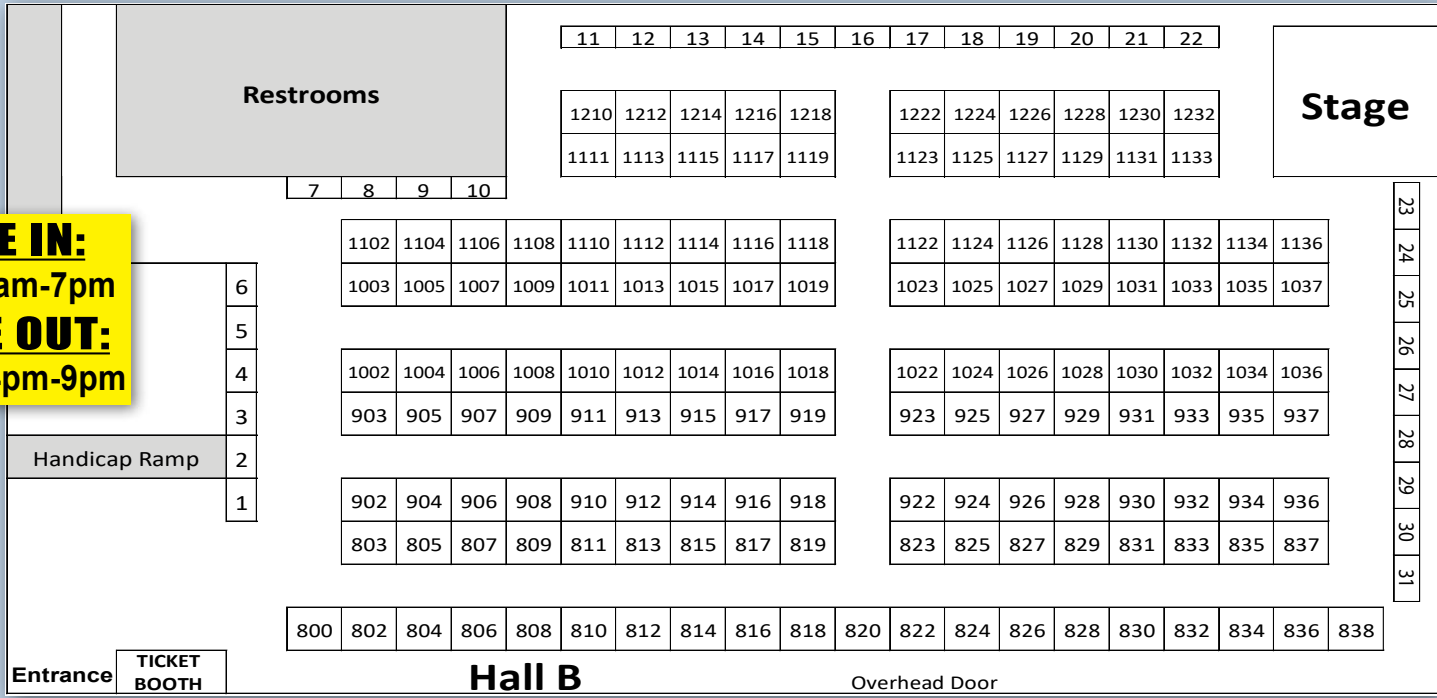 11 12 13 14 15 16 17 18 19 20 21 22
Restrooms
Stage
1210 1212 1214 1216 1218 1222 1224 1226 1228 1230 1232
1111 1113 1115 1117 1119 1123 1125 1127 1129 1131 1133
7 8 9 10
23
24
25
26
27
28
29
30
31
E IN:
am-7pm
E OUT:
pm-9pm
1102 1104 1106 1108 1110 1112 1114 1116 1118 1122 1124 1126 1128 1130 1132 1134 1136
6 1003 1005 1007 1009 1011 1013 1015 1017 1019 1023 1025 1027 1029 1031 1033 1035 1037
5
4 1002 1004 1006 1008 1010 1012 1014 1016 1018 1022 1024 1026 1028 1030 1032 1034 1036
3 903 905 907 909 911 913 915 917 919 923 925 927 929 931 933 935 937
Handicap Ramp 2
1 902 904 906 908 910 912 914 916 918 922 924 926 928 930 932 934 936
803 805 807 809 811 813 815 817 819 823 825 827 829 831 833 835 837
800 802 804 806 808 810 812 814 816 818 820 822 824 826 828 830 832 834 836 838
Entrance
TICKET
BOOTH
Hall B
Overhead Door